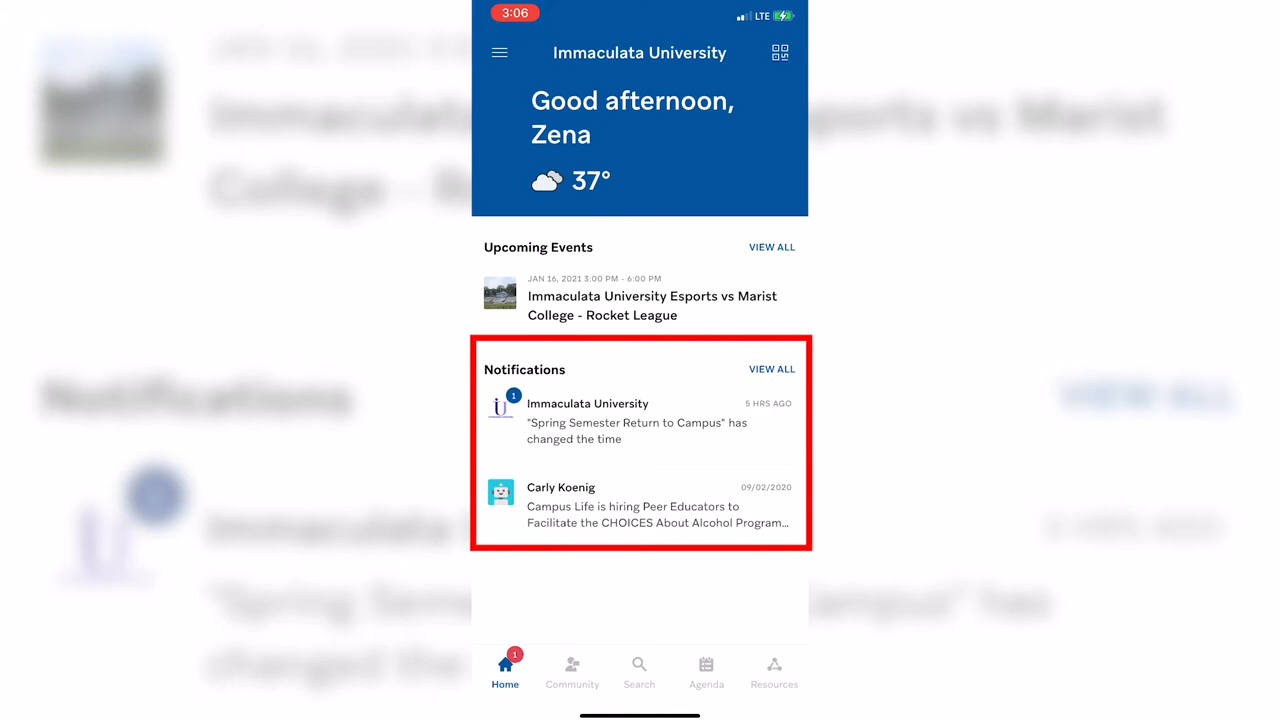 3:06
LTE
Immaculata University
Good afternoon,
Zena
37°
Upcoming Events
VIEW ALL
JAN 16, 2021 3:00 PM - 6:00 PM
Immaculata University Esports vs Marist
College - Rocket League
Notifications
VIEW ALL
1
Immaculata University
5 HRS AGO
"Spring Semester Return to Campus" has
changed the time
Carly Koenig
09/02/2020
Campus Life is hiring Peer Educators to
Facilitate the CHOICES About Alcohol Program…
1
Home
Community
Search
Agenda
Resources